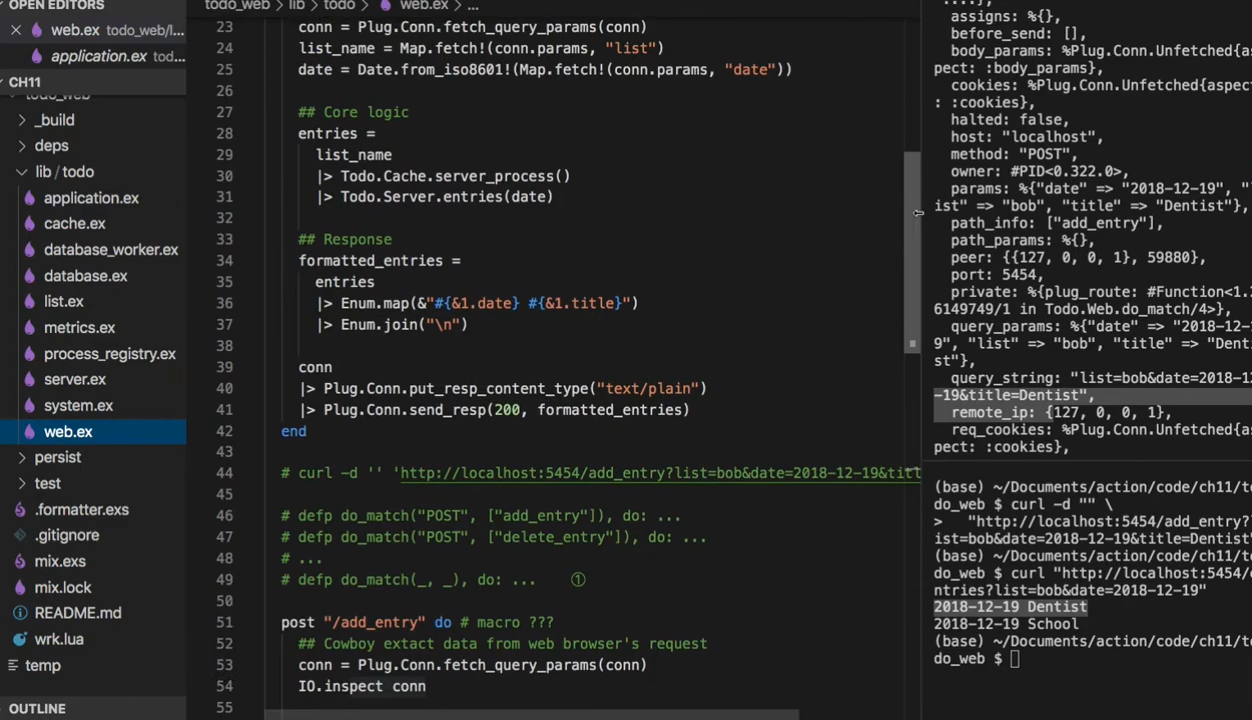 OPEN EDITORS
web.ex todo_web/l...
application.ex tod...
CH11
todo_web
_build
deps
lib / todo
application.ex
cache.ex
database_worker.ex
database.ex
list.ex
metrics.ex
process_registry.ex
server.ex
system.ex
web.ex
persist
test
.formatter.exs
.gitignore
mix.exs
mix.lock
README.md
wrk.lua
temp
OUTLINE
todo_web > lib > todo > web.ex > ...
23 conn = Plug.Conn.fetch_query_params(conn)
24 list_name = Map.fetch!(conn.params, "list")
25 date = Date.from_iso8601!(Map.fetch!(conn.params, "date"))
26
27 ## Core logic
28 entries =
29 list_name
30 |> Todo.Cache.server_process()
31 |> Todo.Server.entries(date)
32
33 ## Response
34 formatted_entries =
35 entries
36 |> Enum.map(&"#{&1.date} #{&1.title}")
37 |> Enum.join("\n")
38
39 conn
40 |> Plug.Conn.put_resp_content_type("text/plain")
41 |> Plug.Conn.send_resp(200, formatted_entries)
42 end
43
44 # curl -d '' 'http://localhost:5454/add_entry?list=bob&date=2018-12-19&titl
45
46 # defp do_match("POST", ["add_entry"]), do: ...
47 # defp do_match("POST", ["delete_entry"]), do: ...
48 # ...
49 # defp do_match(_, _), do: ... ①
50
51 post "/add_entry" do # macro ???
52 ## Cowboy extact data from web browser's request
53 conn = Plug.Conn.fetch_query_params(conn)
54 IO.inspect conn
55
assigns: %{},
before_send: [],
body_params: %Plug.Conn.Unfetched{as
pect: :body_params},
cookies: %Plug.Conn.Unfetched{aspect
: :cookies},
halted: false,
host: "localhost",
method: "POST",
owner: #PID<0.322.0>,
params: %{"date" => "2018-12-19", "l
ist" => "bob", "title" => "Dentist"},
path_info: ["add_entry"],
path_params: %{},
peer: {{127, 0, 0, 1}, 59880},
port: 5454,
private: %{plug_route: #Function<1.
6149749/1 in Todo.Web.do_match/4>},
query_params: %{"date" => "2018-12-
9", "list" => "bob", "title" => "Denti
st"},
query_string: "list=bob&date=2018-12
-19&title=Dentist",
remote_ip: {127, 0, 0, 1},
req_cookies: %Plug.Conn.Unfetched{as
pect: :cookies},
(base) ~/Documents/action/code/ch11/to
do_web $ curl -d "" \
> "http://localhost:5454/add_entry?
ist=bob&date=2018-12-19&title=Dentist"
(base) ~/Documents/action/code/ch11/to
do_web $ curl "http://localhost:5454/e
ntries?list=bob&date=2018-12-19"
2018-12-19 Dentist
2018-12-19 School
(base) ~/Documents/action/code/ch11/to
do_web $